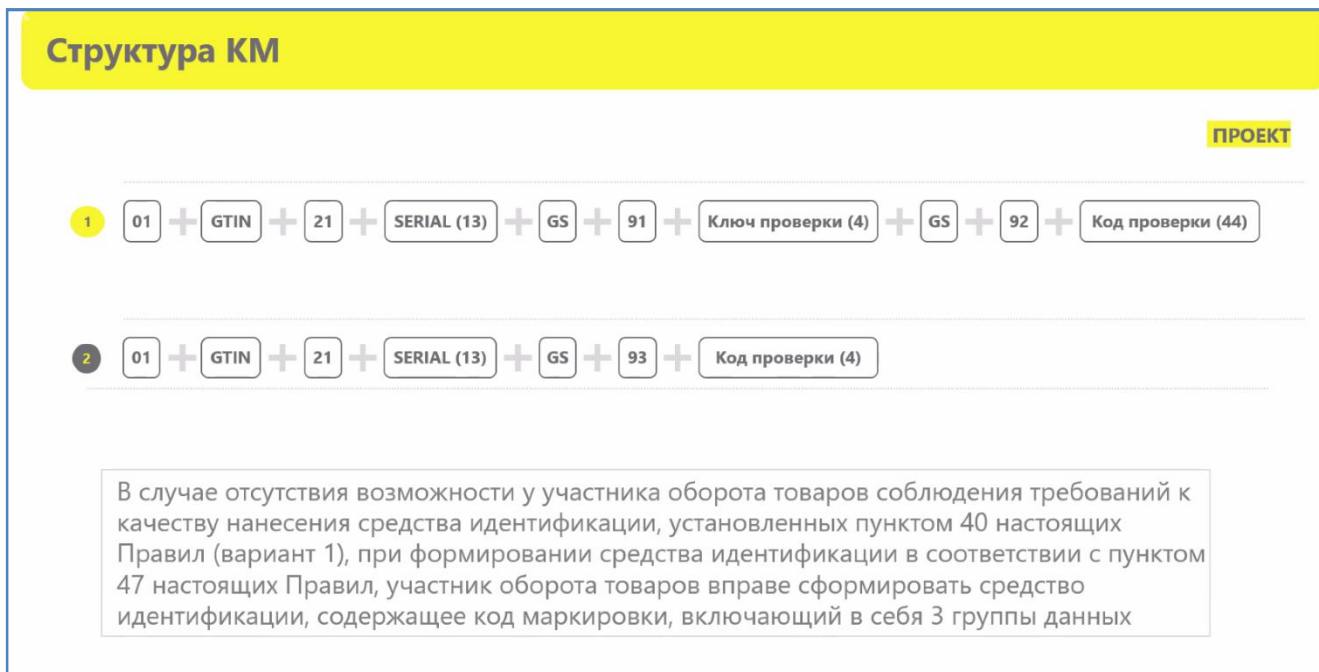 Структура КМ
ПРОЕКТ
1 01 + GTIN + 21 + SERIAL (13) + GS + 91 + Ключ проверки (4) + GS + 92 + Код проверки (44)
2 01 + GTIN + 21 + SERIAL (13) + GS + 93 + Код проверки (4)
В случае отсутствия возможности у участника оборота товаров соблюдения требований к
качеству нанесения средства идентификации, установленных пунктом 40 настоящих
Правил (вариант 1), при формировании средства идентификации в соответствии с пунктом
47 настоящих Правил, участник оборота товаров вправе сформировать средство
идентификации, содержащее код маркировки, включающий в себя 3 группы данных